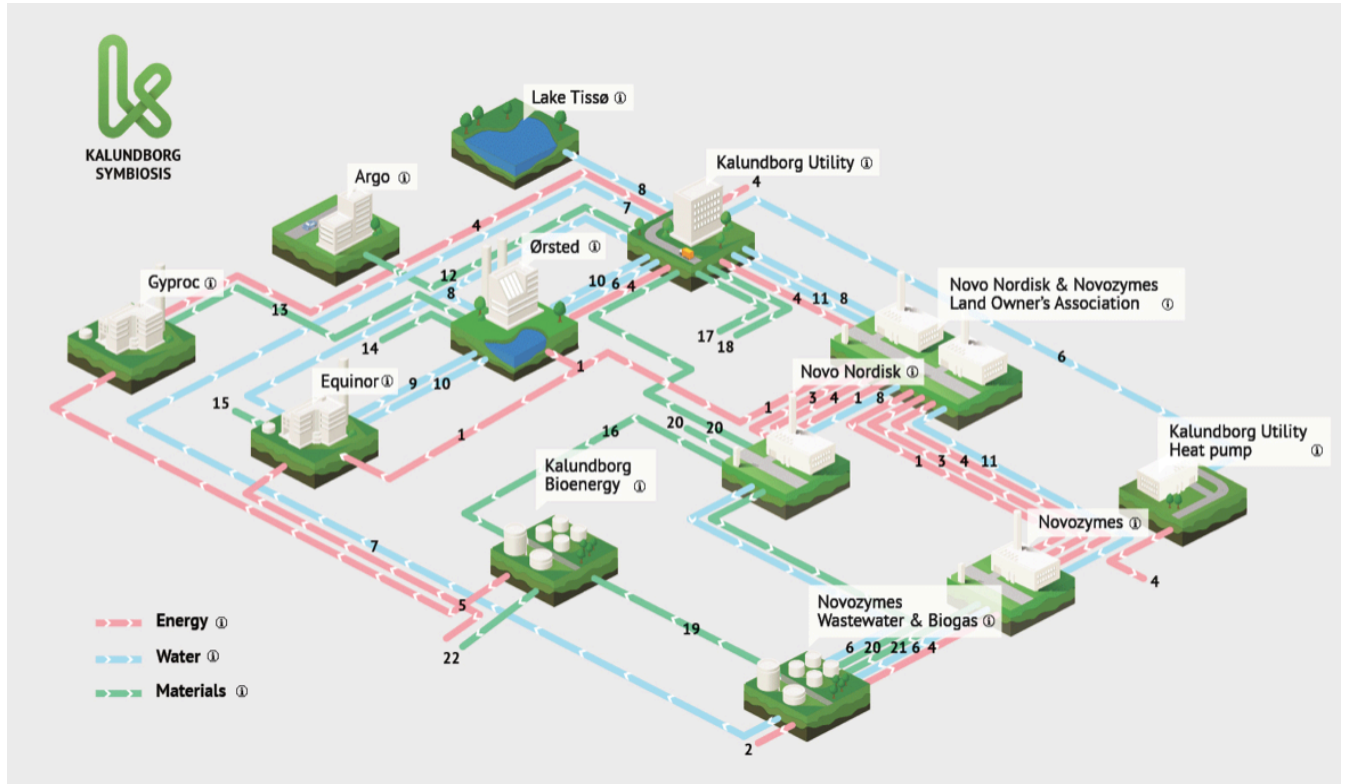 KALUNDBORG
SYMBIOSIS
Lake Tissø
Kalundborg Utility
4
Argo
8
7
4
Ørsted
12
Gyproc
10 6 4
8
13
4 11 8
Novo Nordisk & Novozymes
Land Owner's Association
17
18
14
6
1
Equinor
9 10
Novo Nordisk
15
1 3 4 1 8
1
16
20
20
Kalundborg Utility
Heat pump
1 3 4 11
Kalundborg
Bioenergy
Novozymes
7
4
5
Novozymes
Wastewater & Biogas
Energy
19
22
6 20 21 6 4
Water
Materials
2